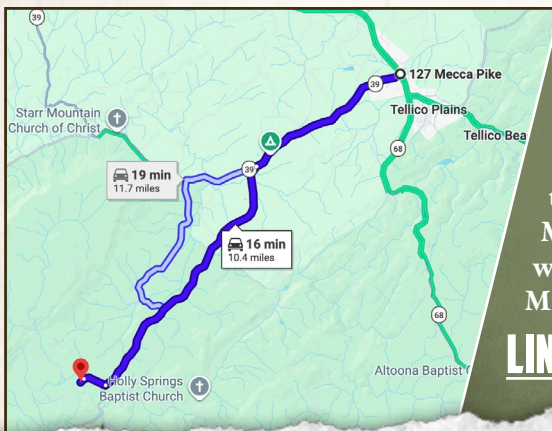 39
127 Mecca Pike
39
Tellico Plains
Starr Mountain
Church of Christ
Tellico Bea
68
19 min
11.7 miles
39
16 min
10.4 miles
t
M
w
M
68
LIN
Altoona Baptist C
Holly Springs
Baptist Church